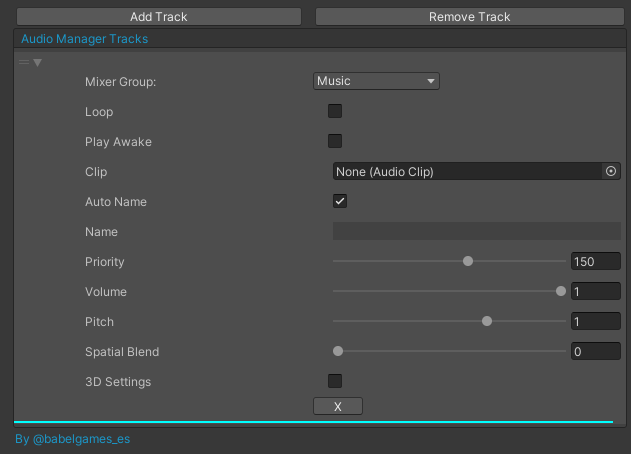 Add Track Remove Track
Audio Manager Tracks
Mixer Group: Music
Loop
Play Awake
Clip None (Audio Clip)
Auto Name
Name
Priority 150
Volume 1
Pitch 1
Spatial Blend 0
3D Settings
X
By @babelgames_es